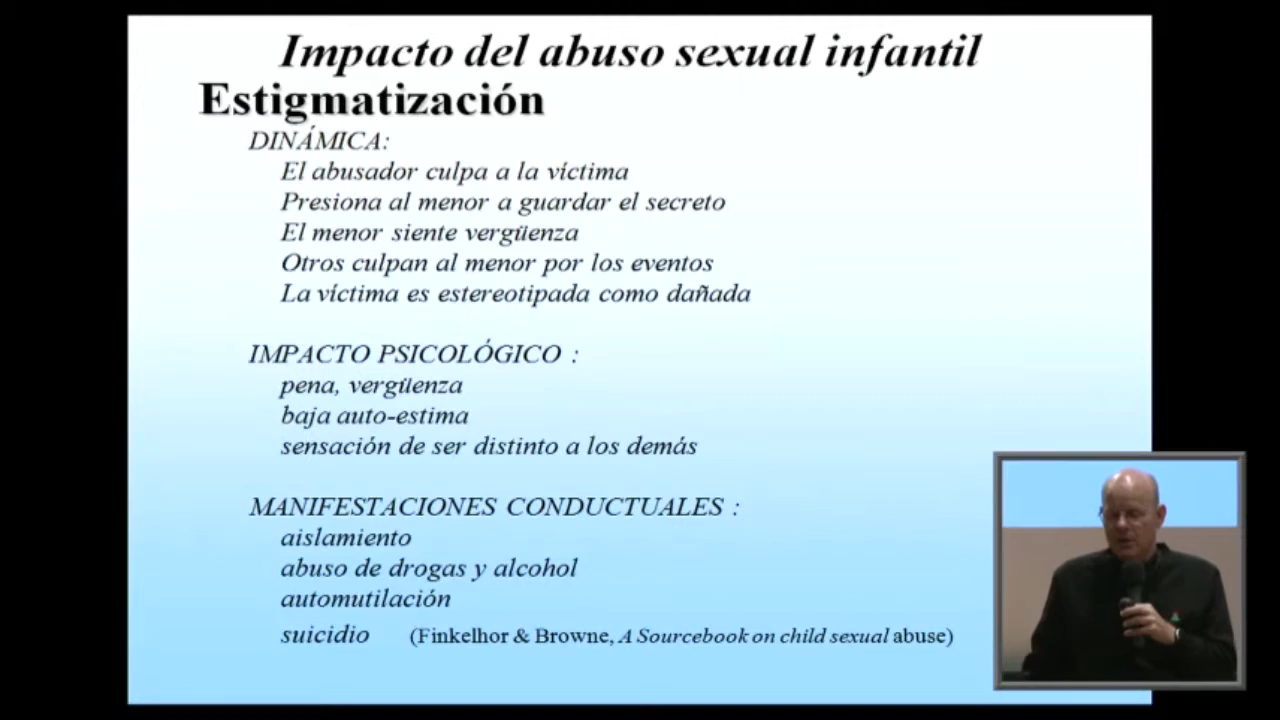 Impacto del abuso sexual infantil
Estigmatización
DINÁMICA:
El abusador culpa a la víctima
Presiona al menor a guardar el secreto
El menor siente vergüenza
Otros culpan al menor por los eventos
La víctima es estereotipada como dañada
IMPACTO PSICOLÓGICO :
pena, vergüenza
baja auto-estima
sensación de ser distinto a los demás
MANIFESTACIONES CONDUCTUALES :
aislamiento
abuso de drogas y alcohol
automutilación
suicidio (Finkelhor & Browne, A Sourcebook on child sexual abuse)